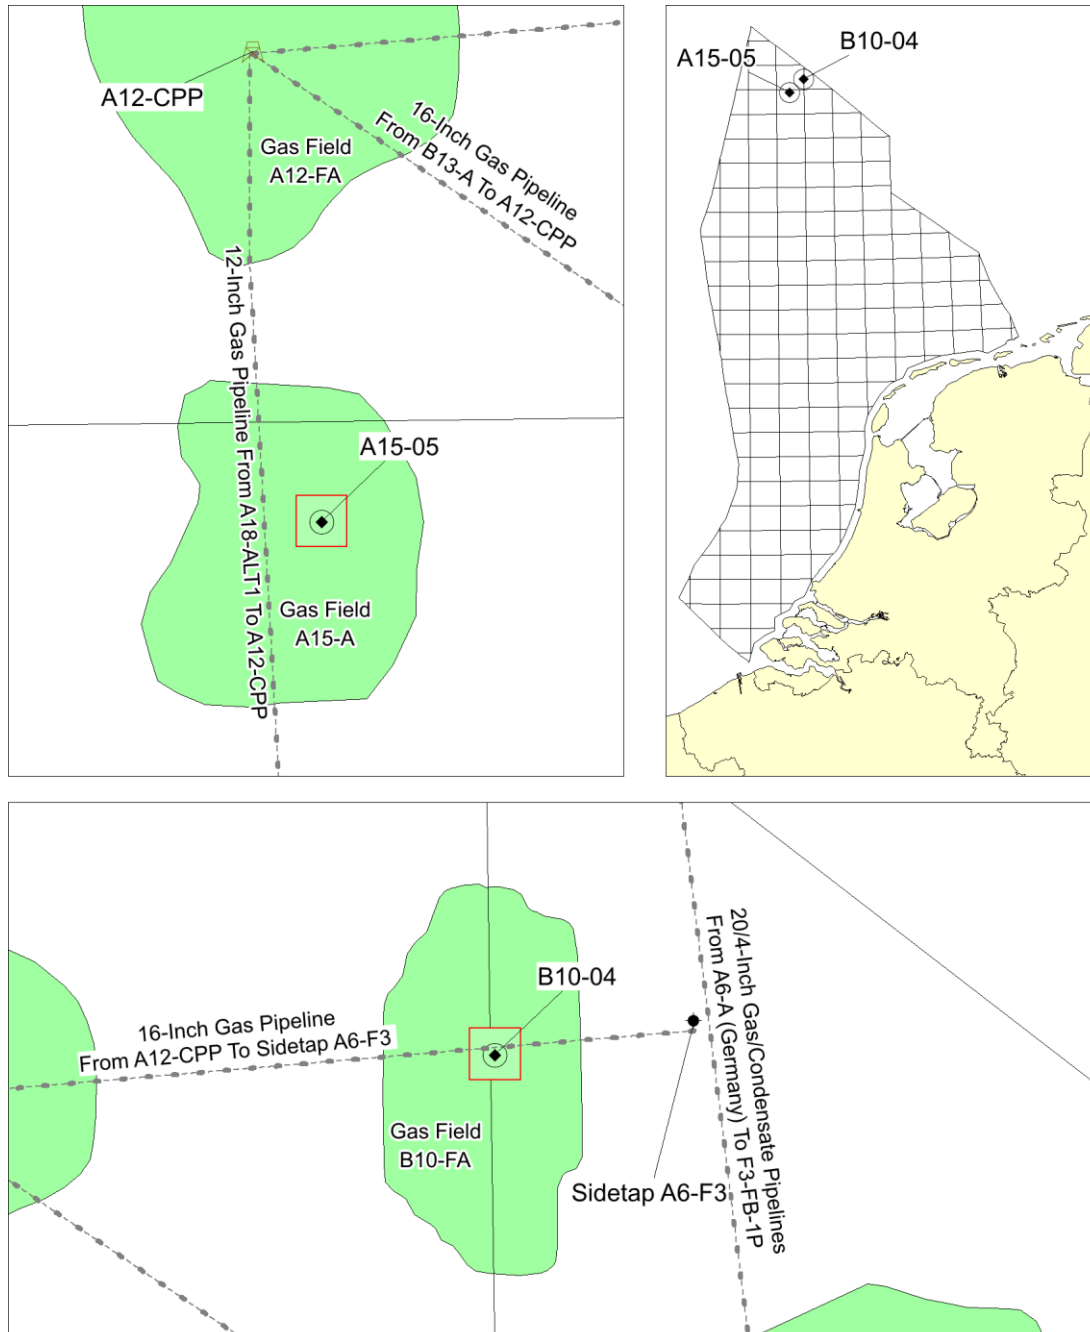 A12-CPP
16-Inch Gas Pipeline
From B13-A To A12-CPP
Gas Field
A12-FA
12-Inch Gas Pipeline From A18-ALT1 To A12-CPP
A15-05
Gas Field
A15-A
A15-05
B10-04
B10-04
16-Inch Gas Pipeline
From A12-CPP To Sidetap A6-F3
Gas Field
B10-FA
20/4-Inch Gas/Condensate Pipelines
From A6-A (Germany) To F3-FB-1P
Sidetap A6-F3